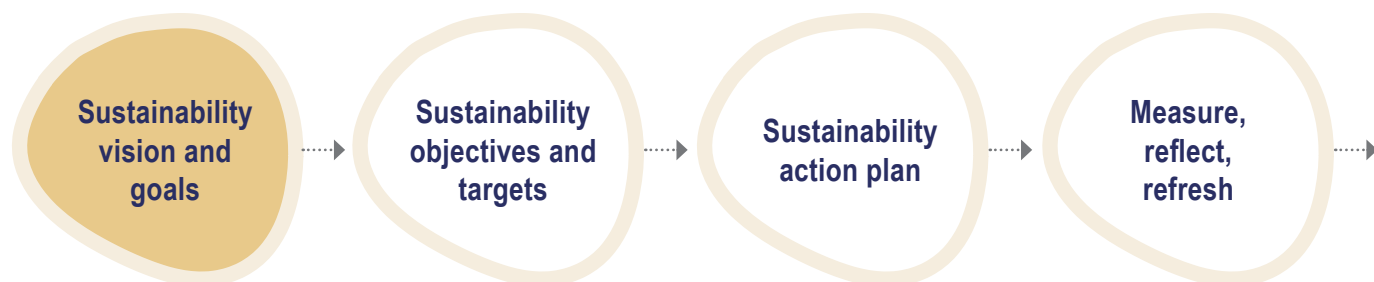 Sustainability
vision and
goals
Sustainability
objectives and
targets
Sustainability
action plan
Measure,
reflect,
refresh